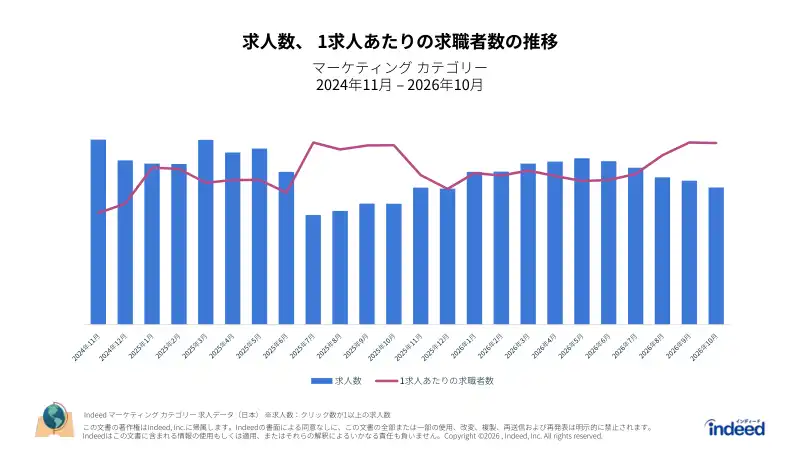 求人数、 1求人あたりの求職者数の推移
マーケティング カテゴリー
2024年11月 – 2026年10月
2024年11月
2024年12月
2025年1月
2025年2月
2025年3月
2025年4月
2025年5月
2025年6月
2025年7月
2025年8月
2025年9月
2025年10月
2025年11月
2025年12月
2026年1月
2026年2月
2026年3月
2026年4月
2026年5月
2026年6月
2026年7月
2026年8月
2026年9月
2026年10月
求人数
1求人あたりの求職者数
Indeed マーケティング カテゴリー 求人データ（日本） ※求人数：クリック数が1以上の求人数
この文書の著作権はIndeed, Inc.に帰属します。Indeedの書面による同意なしに、この文書の全部または一部の使用、改変、複製、再送信および再発表は明示的に禁止されます。
Indeedはこの文書に含まれる情報の使用もしくは適用、またはそれらの解釈によるいかなる責任も負いません。Copyright ©2026 , Indeed, Inc. All rights reserved.
インディード
indeed